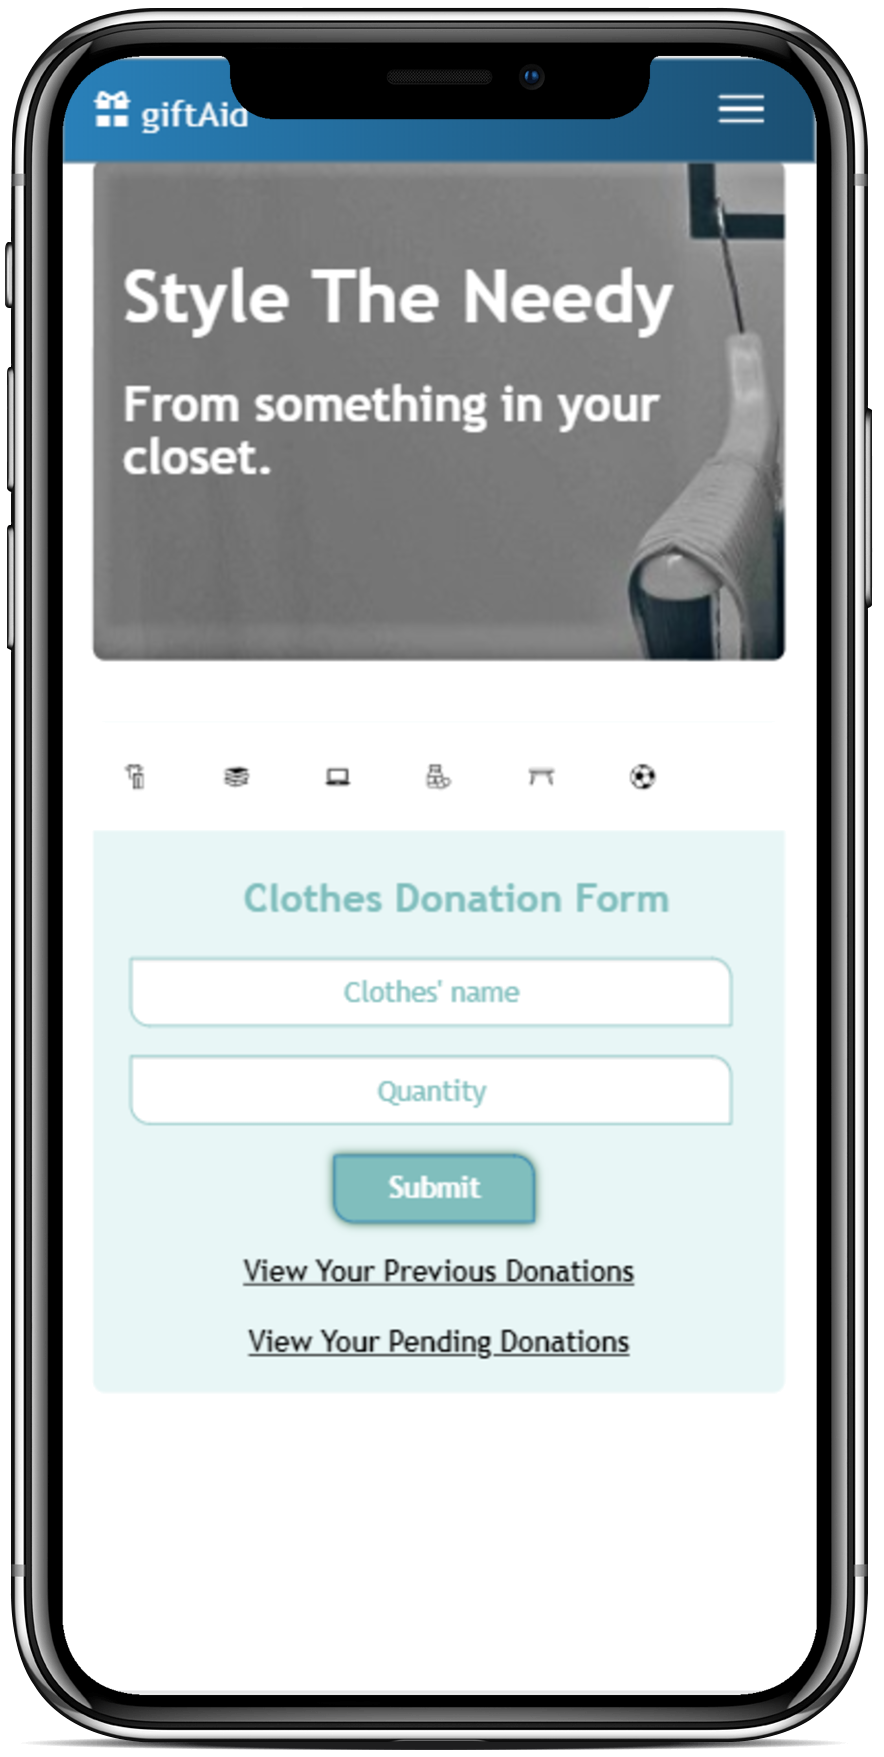 giftAid
Style The Needy
From something in your
closet.
Clothes Donation Form
Clothes' name
Quantity
Submit
View Your Previous Donations
View Your Pending Donations